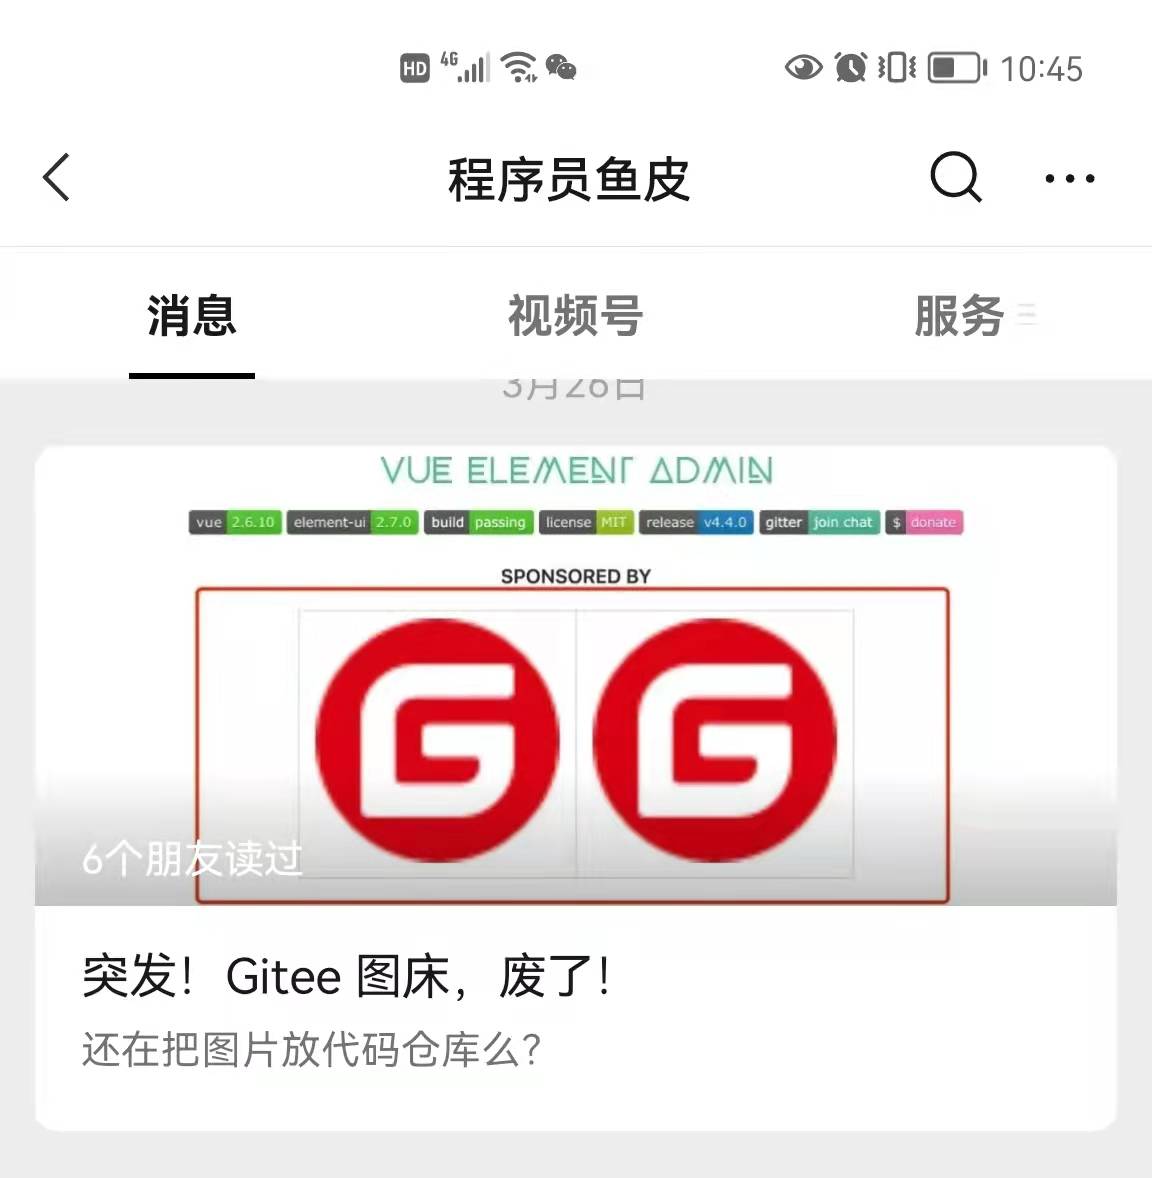 HD 4G 10:45
程序员鱼皮
消息 视频号 服务
3月26日
VUE ELEMENT ADMIN
vue 2.6.10 element-ui 2.7.0 build passing license MIT release v4.4.0 gitter join chat $ donate
SPONSORED BY
G G
6个朋友读过
突发！Gitee 图床，废了！
还在把图片放代码仓库么？